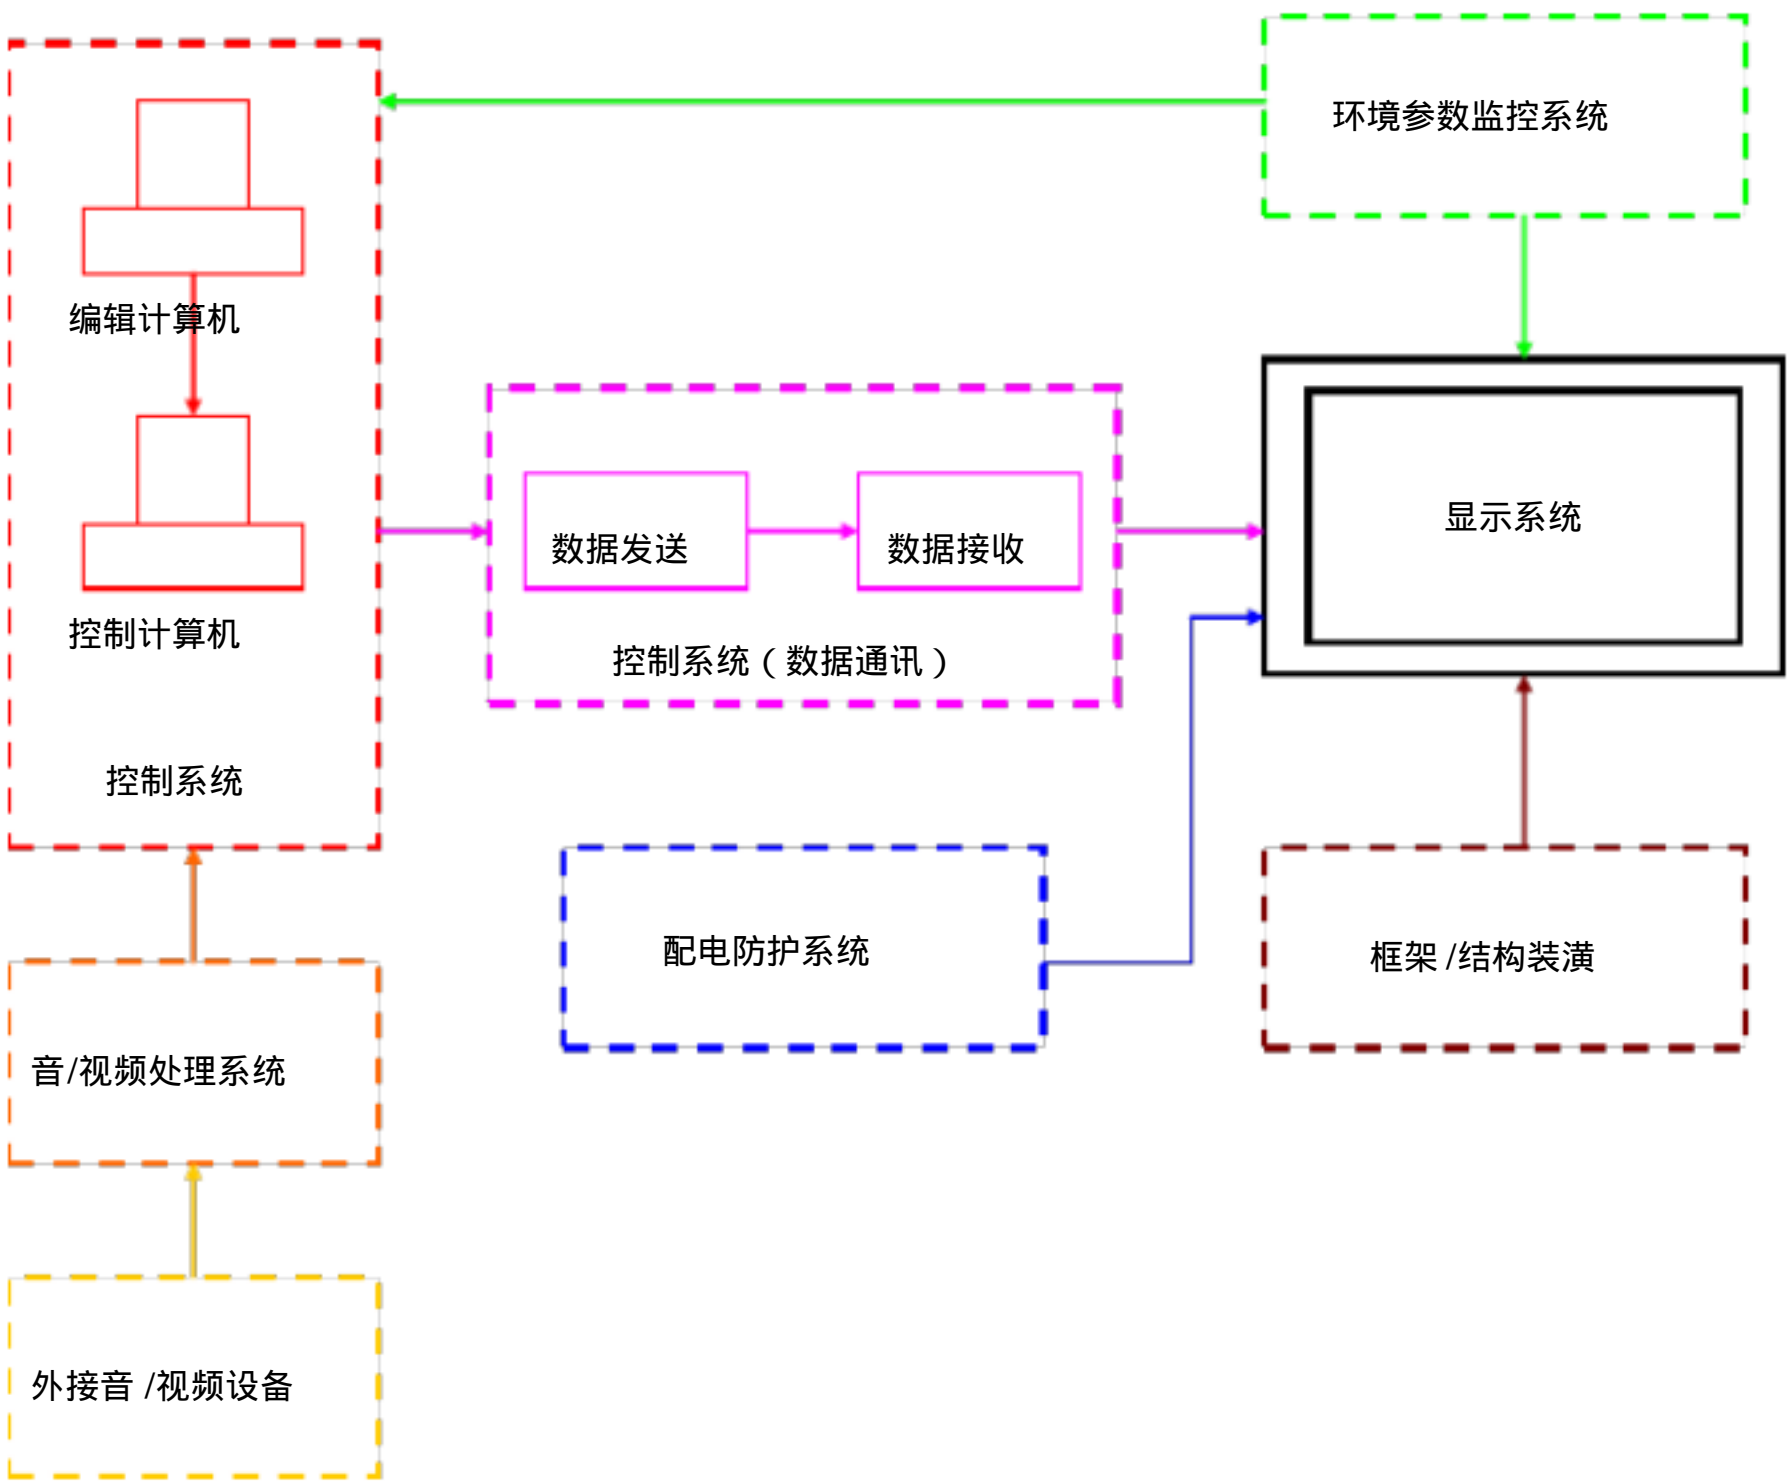 环境参数监控系统
编辑计算机
显示系统
数据发送
数据接收
控制计算机
控制系统（数据通讯）
控制系统
配电防护系统
框架/结构装潢
音/视频处理系统
外接音/视频设备